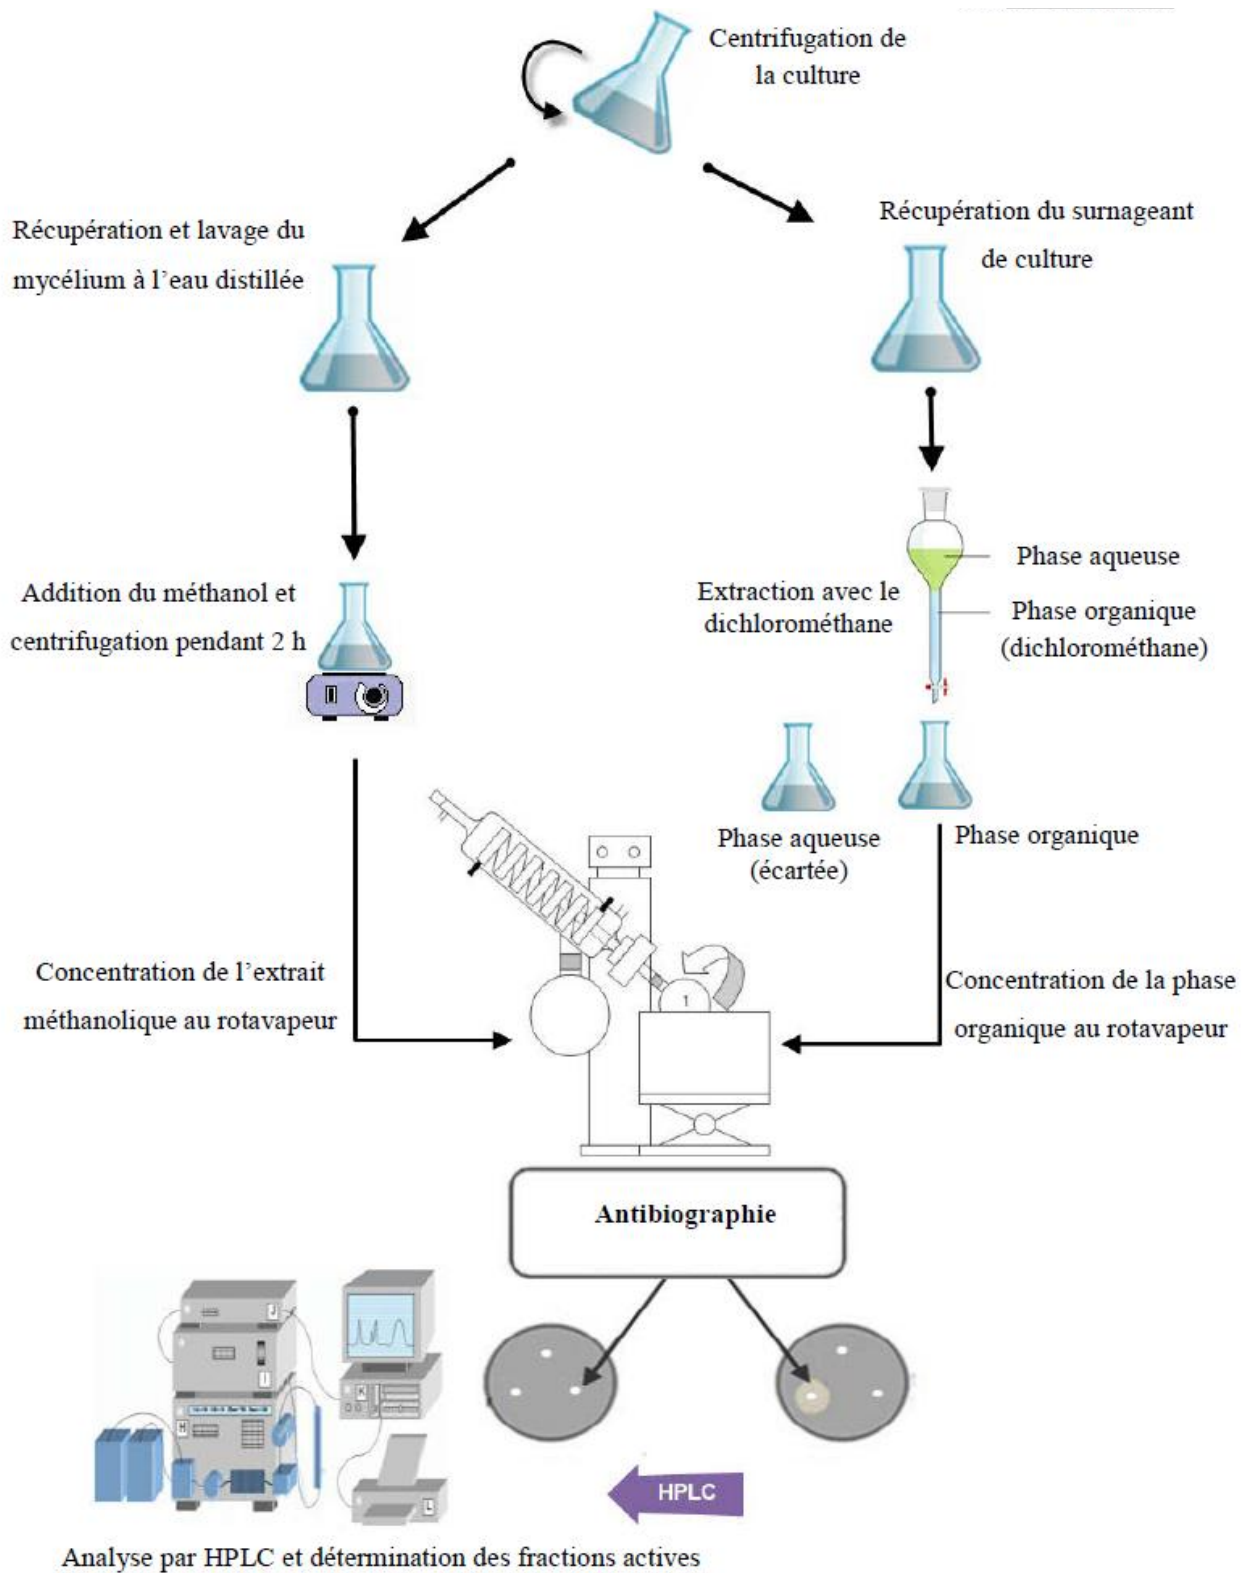 Centrifugation de
la culture
Récupération et lavage du
mycélium à l'eau distillée
Récupération du surnageant
de culture
Addition du méthanol et
centrifugation pendant 2 h
Extraction avec le
dichlorométhane
Phase aqueuse
Phase organique
(dichlorométhane)
Phase aqueuse
(écartée)
Phase organique
Concentration de l'extrait
méthanolique au rotavapeur
1
Concentration de la phase
organique au rotavapeur
Antibiographie
J
I
H
K
L
HPLC
Analyse par HPLC et détermination des fractions actives